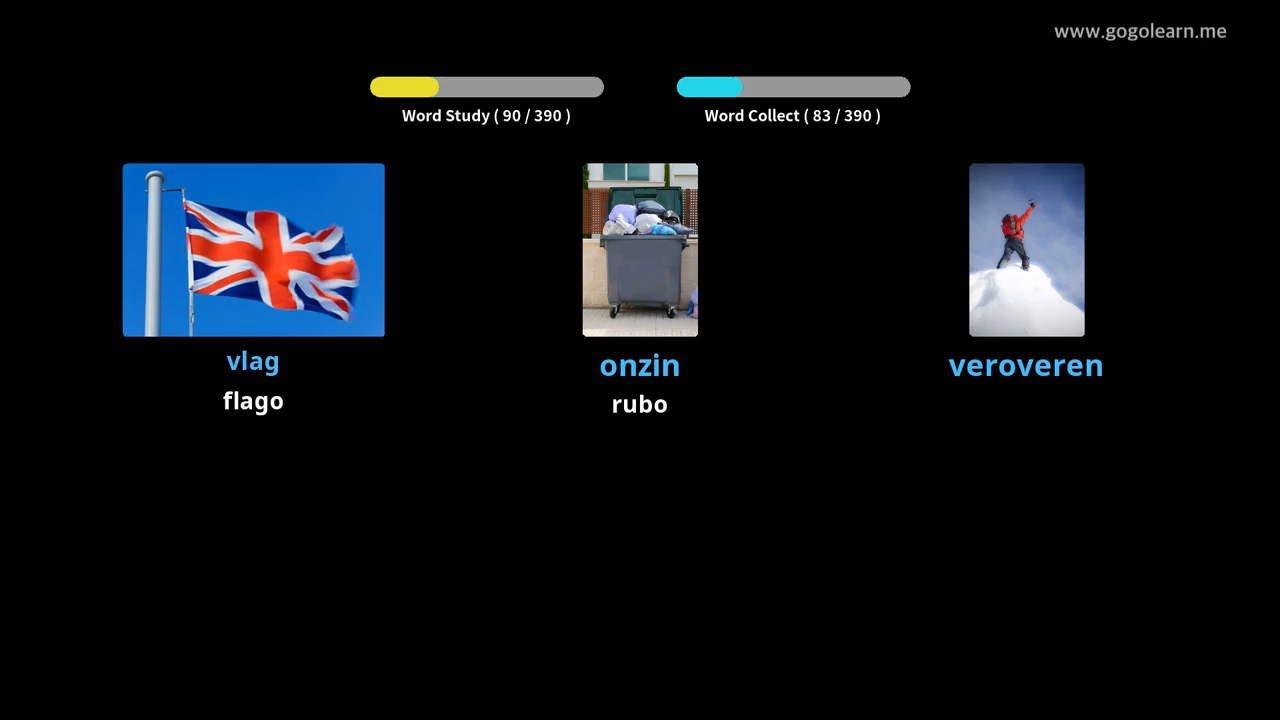 www.gogolearn.me
Word Study ( 90 / 390 )
Word Collect ( 83 / 390 )
vlag
flago
onzin
rubo
veroveren